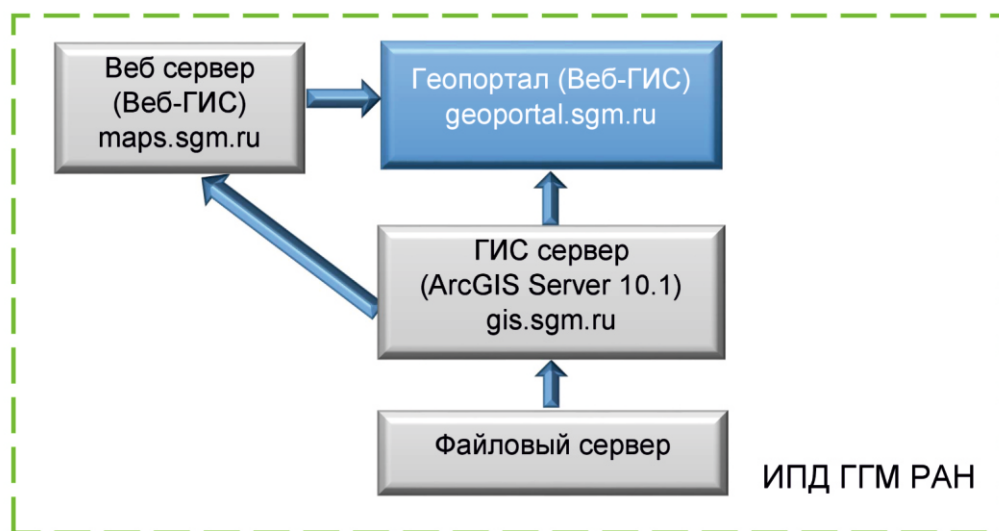 Веб сервер
(Веб-ГИС)
maps.sgm.ru
Геопортал (Веб-ГИС)
geoportal.sgm.ru
ГИС сервер
(ArcGIS Server 10.1)
gis.sgm.ru
Файловый сервер
ИПД ГГМ РАН